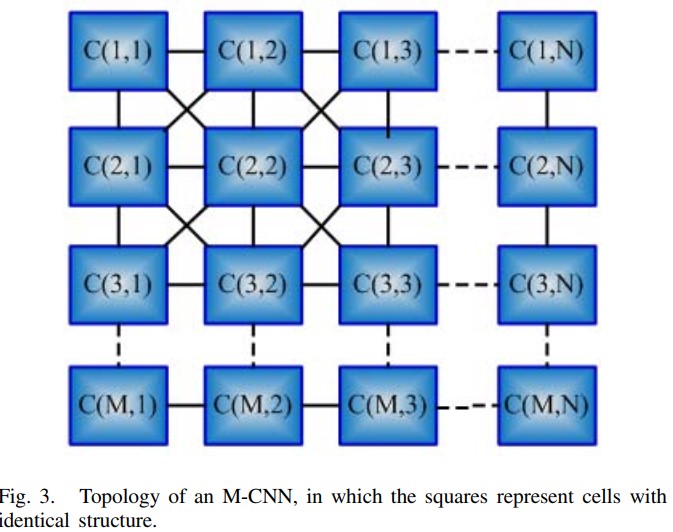 C(1,1) C(1,2) C(1,3) C(1,N)
C(2,1) C(2,2) C(2,3) C(2,N)
C(3,1) C(3,2) C(3,3) C(3,N)
C(M,1) C(M,2) C(M,3) C(M,N)
Fig. 3. Topology of an M-CNN, in which the squares represent cells with
identical structure.